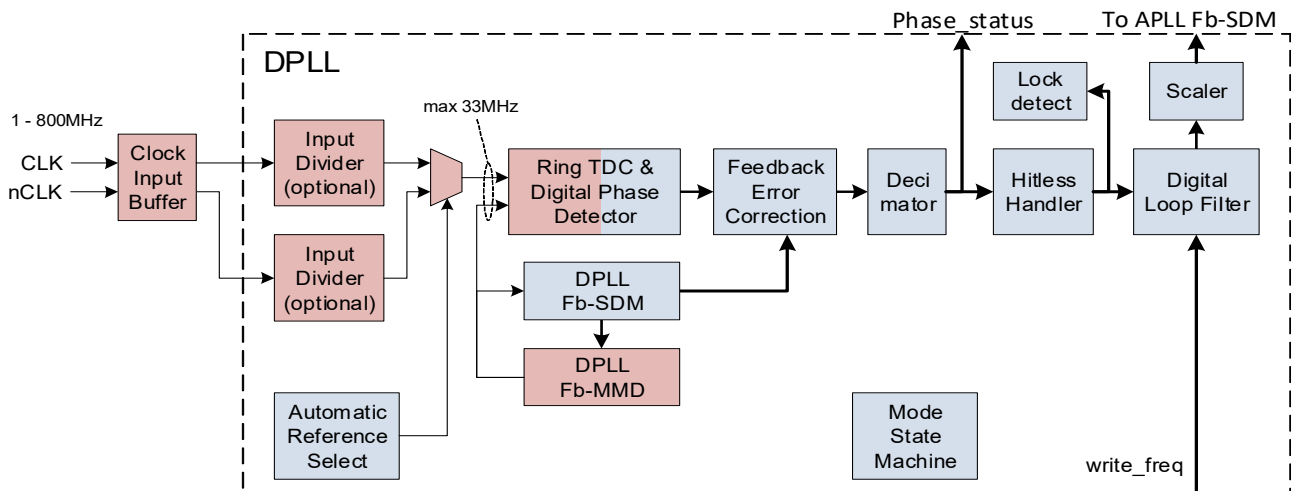 Phase_status
To APLL Fb-SDM
DPLL
max 33MHz
Lock
detect
Scaler
1 - 800MHz
CLK
nCLK
Clock
Input
Buffer
Input
Divider
(optional)
Ring TDC &
Digital Phase
Detector
Feedback
Error
Correction
Deci
mator
Hitless
Handler
Digital
Loop Filter
Input
Divider
(optional)
DPLL
Fb-SDM
DPLL
Fb-MMD
Automatic
Reference
Select
Mode
State
Machine
write_freq